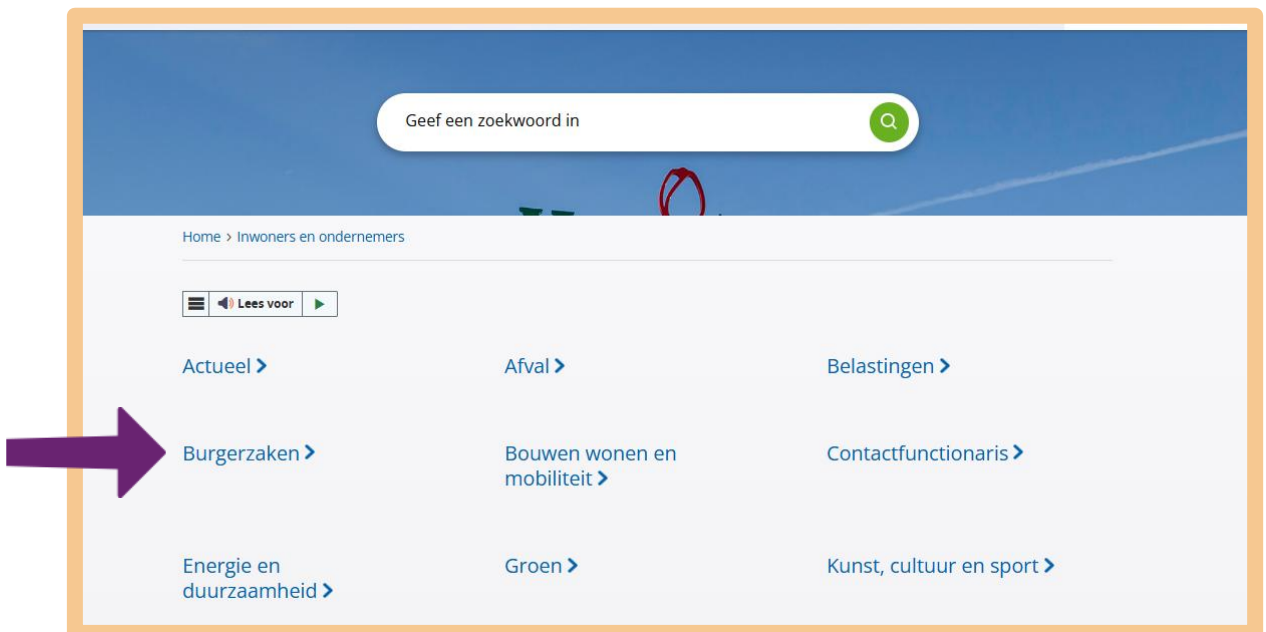 Geef een zoekwoord in
Home > Inwoners en ondernemers
Lees voor
Actueel
Afval
Belastingen
Burgerzaken
Bouwen wonen en
mobiliteit
Contactfunctionaris
Energie en
duurzaamheid
Groen
Kunst, cultuur en sport